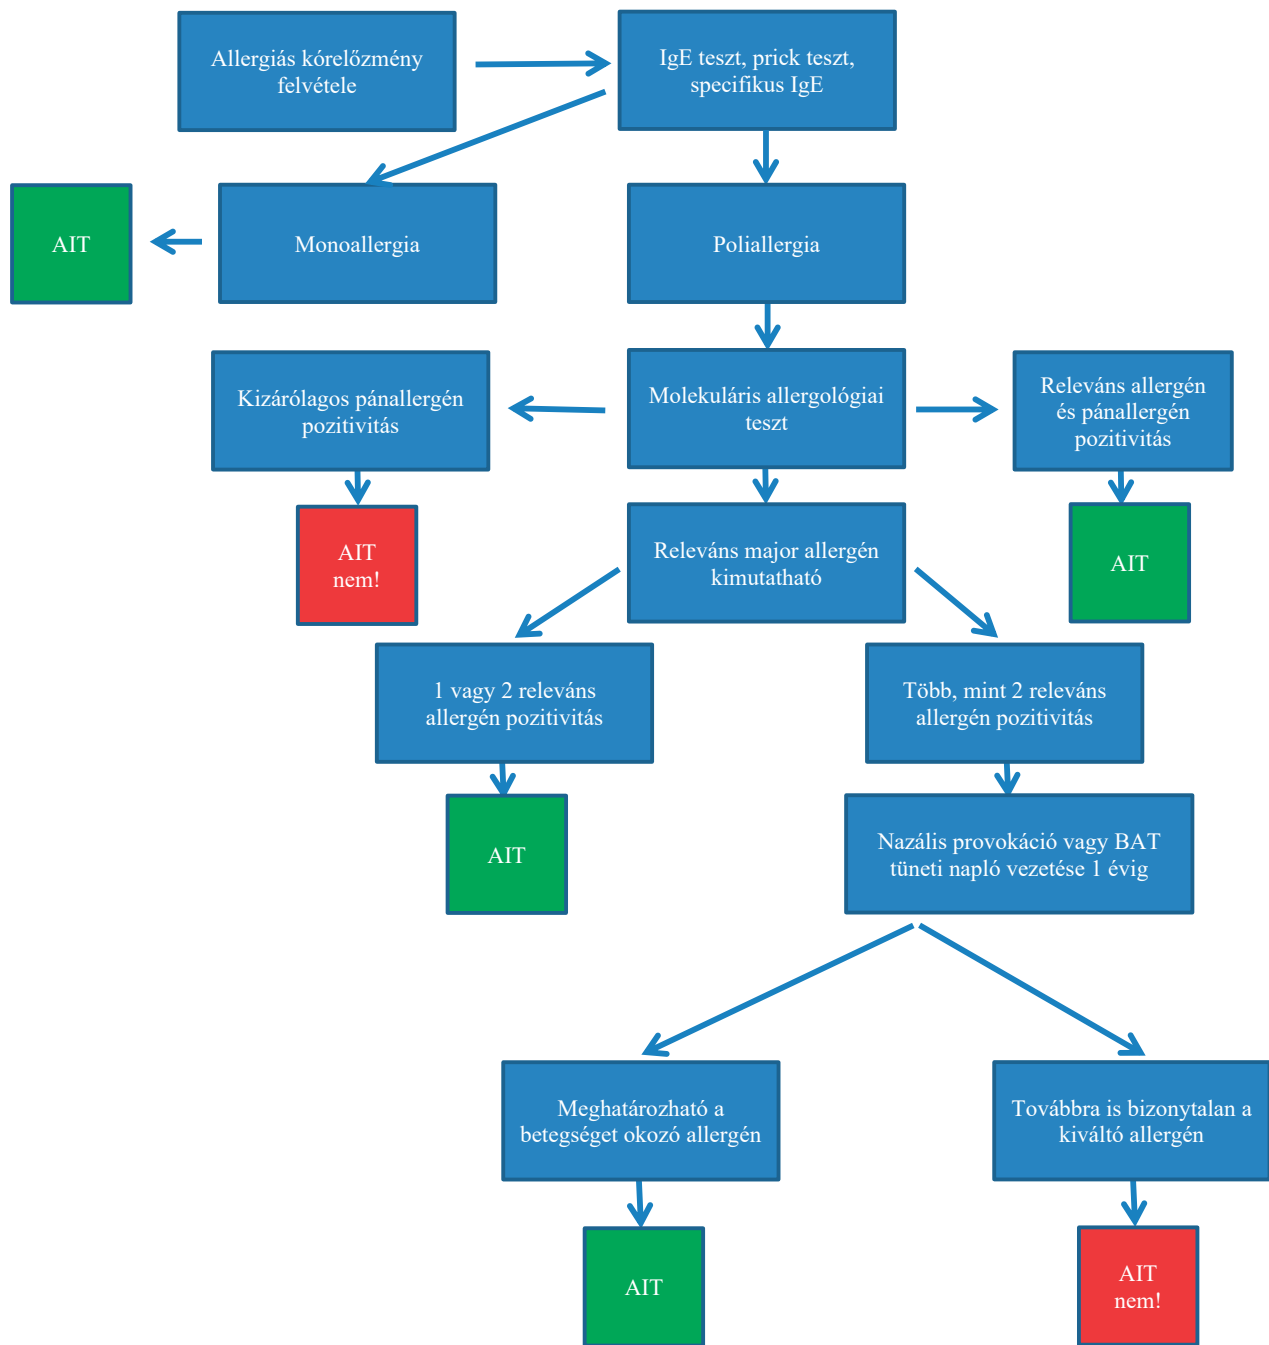 Allergiás kórelőzmény
felvétele
IgE teszt, prick teszt,
specifikus IgE
AIT
Monoallergia
Poliallergia
Kizárólagos pánallergén
pozitivitás
Molekuláris allergológiai
teszt
Releváns allergén
és pánallergén
pozitivitás
AIT
nem!
Releváns major allergén
kimutatható
AIT
1 vagy 2 releváns
allergén pozitivitás
Több, mint 2 releváns
allergén pozitivitás
AIT
Nazális provokáció vagy BAT
tüneti napló vezetése 1 évig
Meghatározható a
betegséget okozó allergén
Továbbra is bizonytalan a
kiváltó allergén
AIT
AIT
nem!